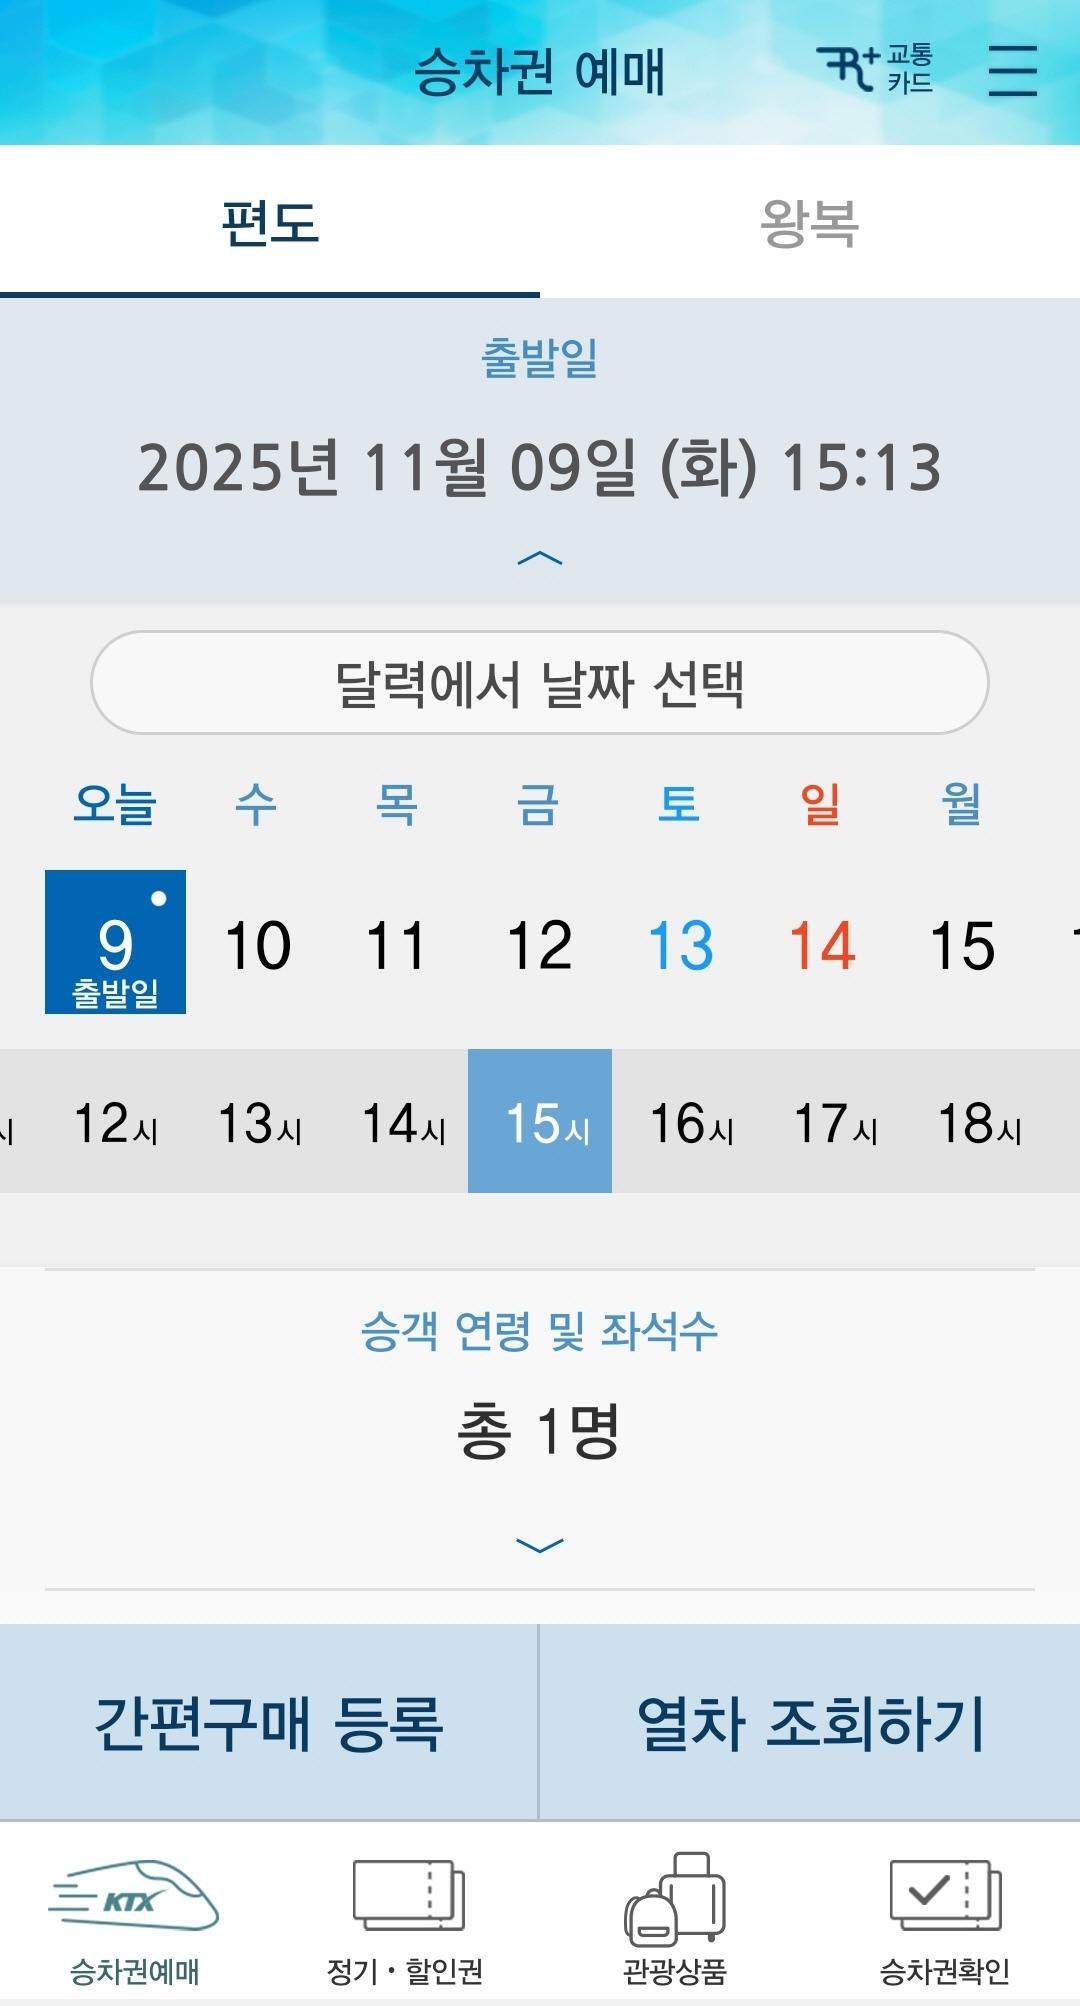 승차권 예매
교통
카드
편도 왕복
출발일
2025년 11월 09일 (화) 15:13
달력에서 날짜 선택
오늘 수 목 금 토 일 월
9 10 11 12 13 14 15
출발일
시 12시 13시 14시 15시 16시 17시 18시
승객 연령 및 좌석수
총 1명
간편구매 등록 열차 조회하기
KTX
승차권예매 정기·할인권 관광상품 승차권확인